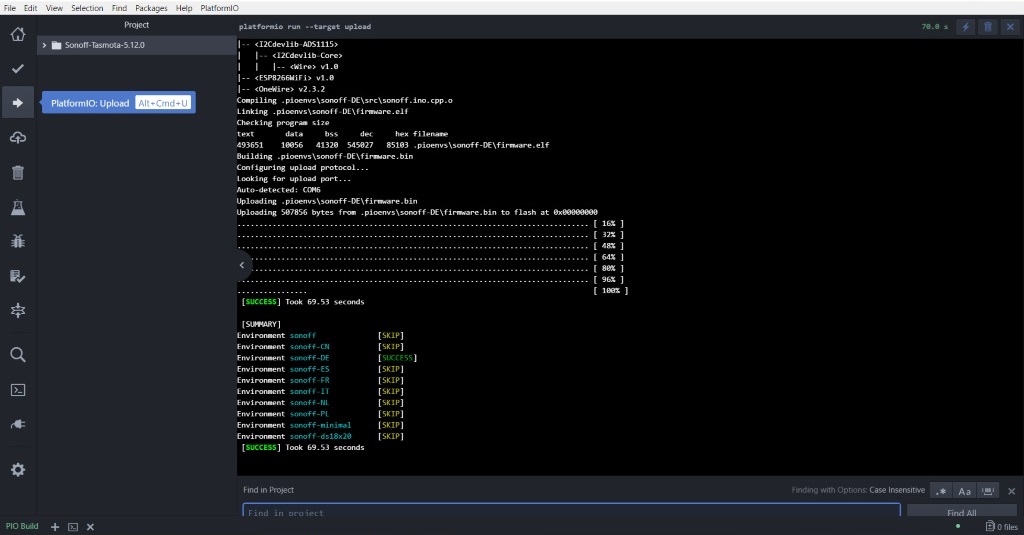 File Edit View Selection Find Packages Help PlatformIO
Project
platformio run --target upload
70.0 s
Sonoff-Tasmota-5.12.0
PlatformIO: Upload Alt+Cmd+U
|-- <I2Cdevlib-ADS1115>
| |-- <I2Cdevlib-Core>
| | |-- <Wire> v1.0
|-- <ESP8266WiFi> v1.0
|-- <OneWire> v2.3.2
Compiling .pioenvs\sonoff-DE\src\sonoff.ino.cpp.o
Linking .pioenvs\sonoff-DE\firmware.elf
Checking program size
text data bss dec hex filename
493651 10056 41320 545027 85103 .pioenvs\sonoff-DE\firmware.elf
Building .pioenvs\sonoff-DE\firmware.bin
Configuring upload protocol...
Looking for upload port...
Auto-detected: COM6
Uploading .pioenvs\sonoff-DE\firmware.bin
Uploading 507856 bytes from .pioenvs\sonoff-DE\firmware.bin to flash at 0x00000000
................................................................................ [ 16% ]
................................................................................ [ 32% ]
................................................................................ [ 48% ]
................................................................................ [ 64% ]
................................................................................ [ 80% ]
................................................................................ [ 96% ]
................ [ 100% ]
[SUCCESS] Took 69.53 seconds
[SUMMARY]
Environment sonoff [SKIP]
Environment sonoff-CN [SKIP]
Environment sonoff-DE [SUCCESS]
Environment sonoff-ES [SKIP]
Environment sonoff-FR [SKIP]
Environment sonoff-IT [SKIP]
Environment sonoff-NL [SKIP]
Environment sonoff-PL [SKIP]
Environment sonoff-minimal [SKIP]
Environment sonoff-ds18x20 [SKIP]
[SUCCESS] Took 69.53 seconds
Find in Project
Finding with Options: Case Insensitive
.* Aa
Find in project
Find All
PIO Build
0 files